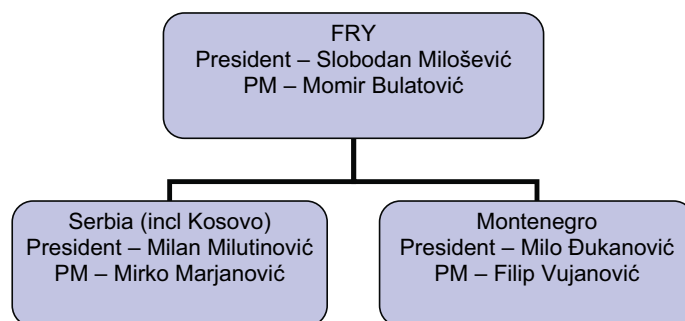 FRY
President – Slobodan Milošević
PM – Momir Bulatović
Serbia (incl Kosovo)
President – Milan Milutinović
PM – Mirko Marjanović
Montenegro
President – Milo Đukanović
PM – Filip Vujanović